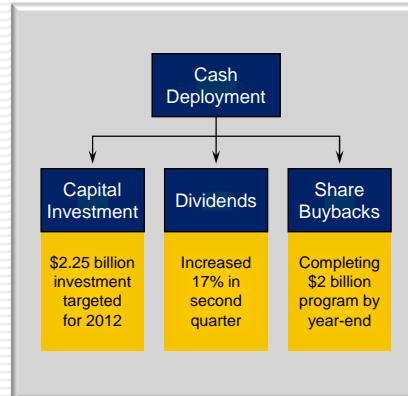 Cash
Deployment
Capital
Investment
Dividends
Share
Buybacks
$2.25 billion
investment
targeted
for 2012
Increased
17% in
second
quarter
Completing
$2 billion
program by
year-end